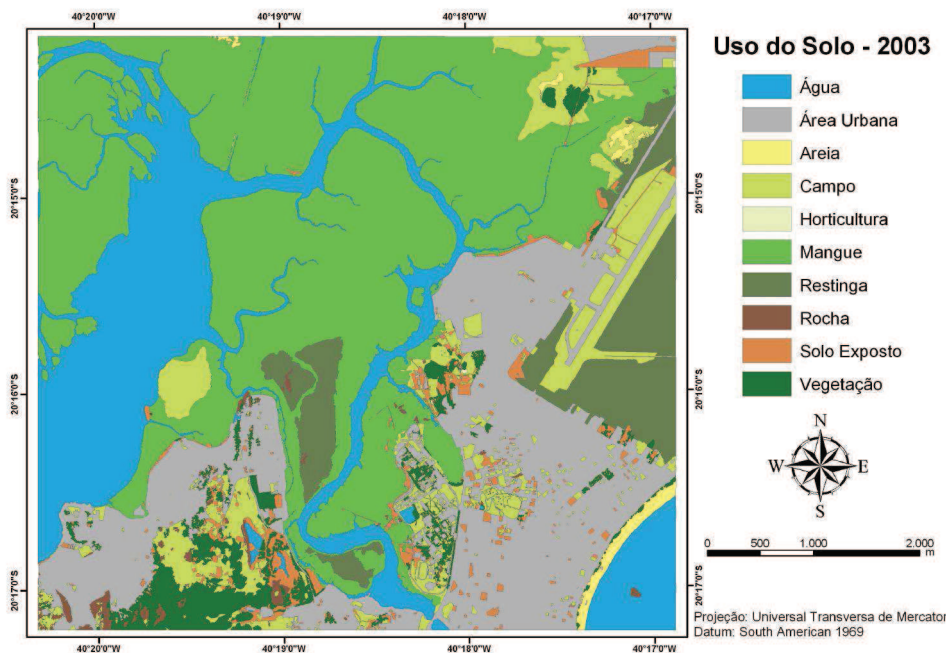 40°20'0"W 40°19'0"W 40°18'0"W 40°17'0"W
Uso do Solo - 2003
Água
Área Urbana
Areia
Campo
Horticultura
Mangue
Restinga
Rocha
Solo Exposto
Vegetação
20°15'0"S
20°15'0"S
20°16'0"S
20°16'0"S
20°17'0"S
20°17'0"S
N
W E
S
0 500 1.000 2.000
m
Projeção: Universal Transversa de Mercator
Datum: South American 1969
40°20'0"W 40°19'0"W 40°18'0"W 40°17'0"W